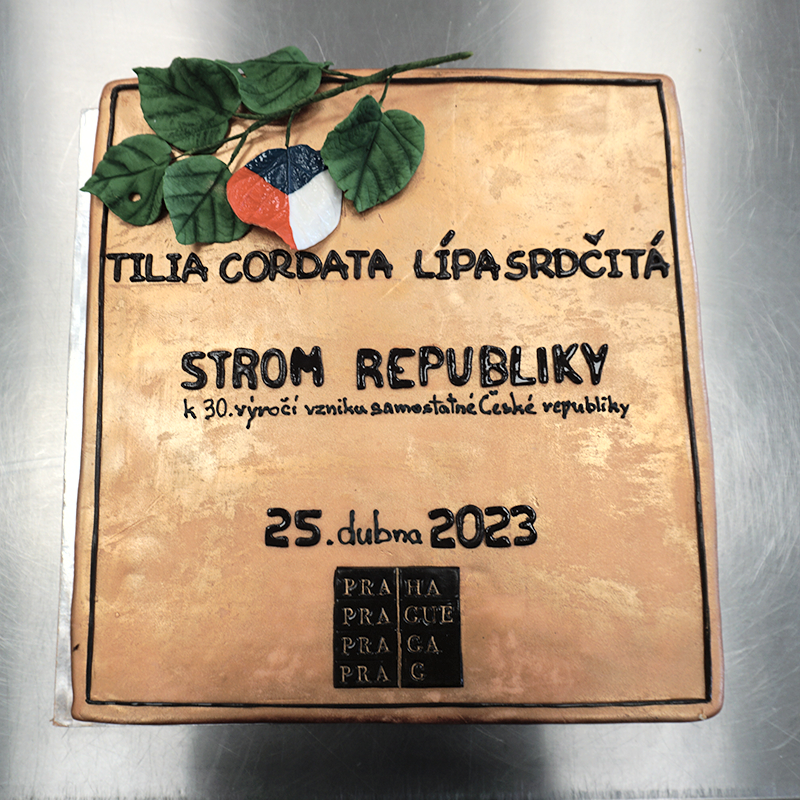 TILIA CORDATA LÍPA SRDČITÁ
STROM REPUBLIKY
k 30. výročí vzniku samostatné České republiky
25. dubna 2023
PRA HA
PRA GUE
PRA GA
PRA G